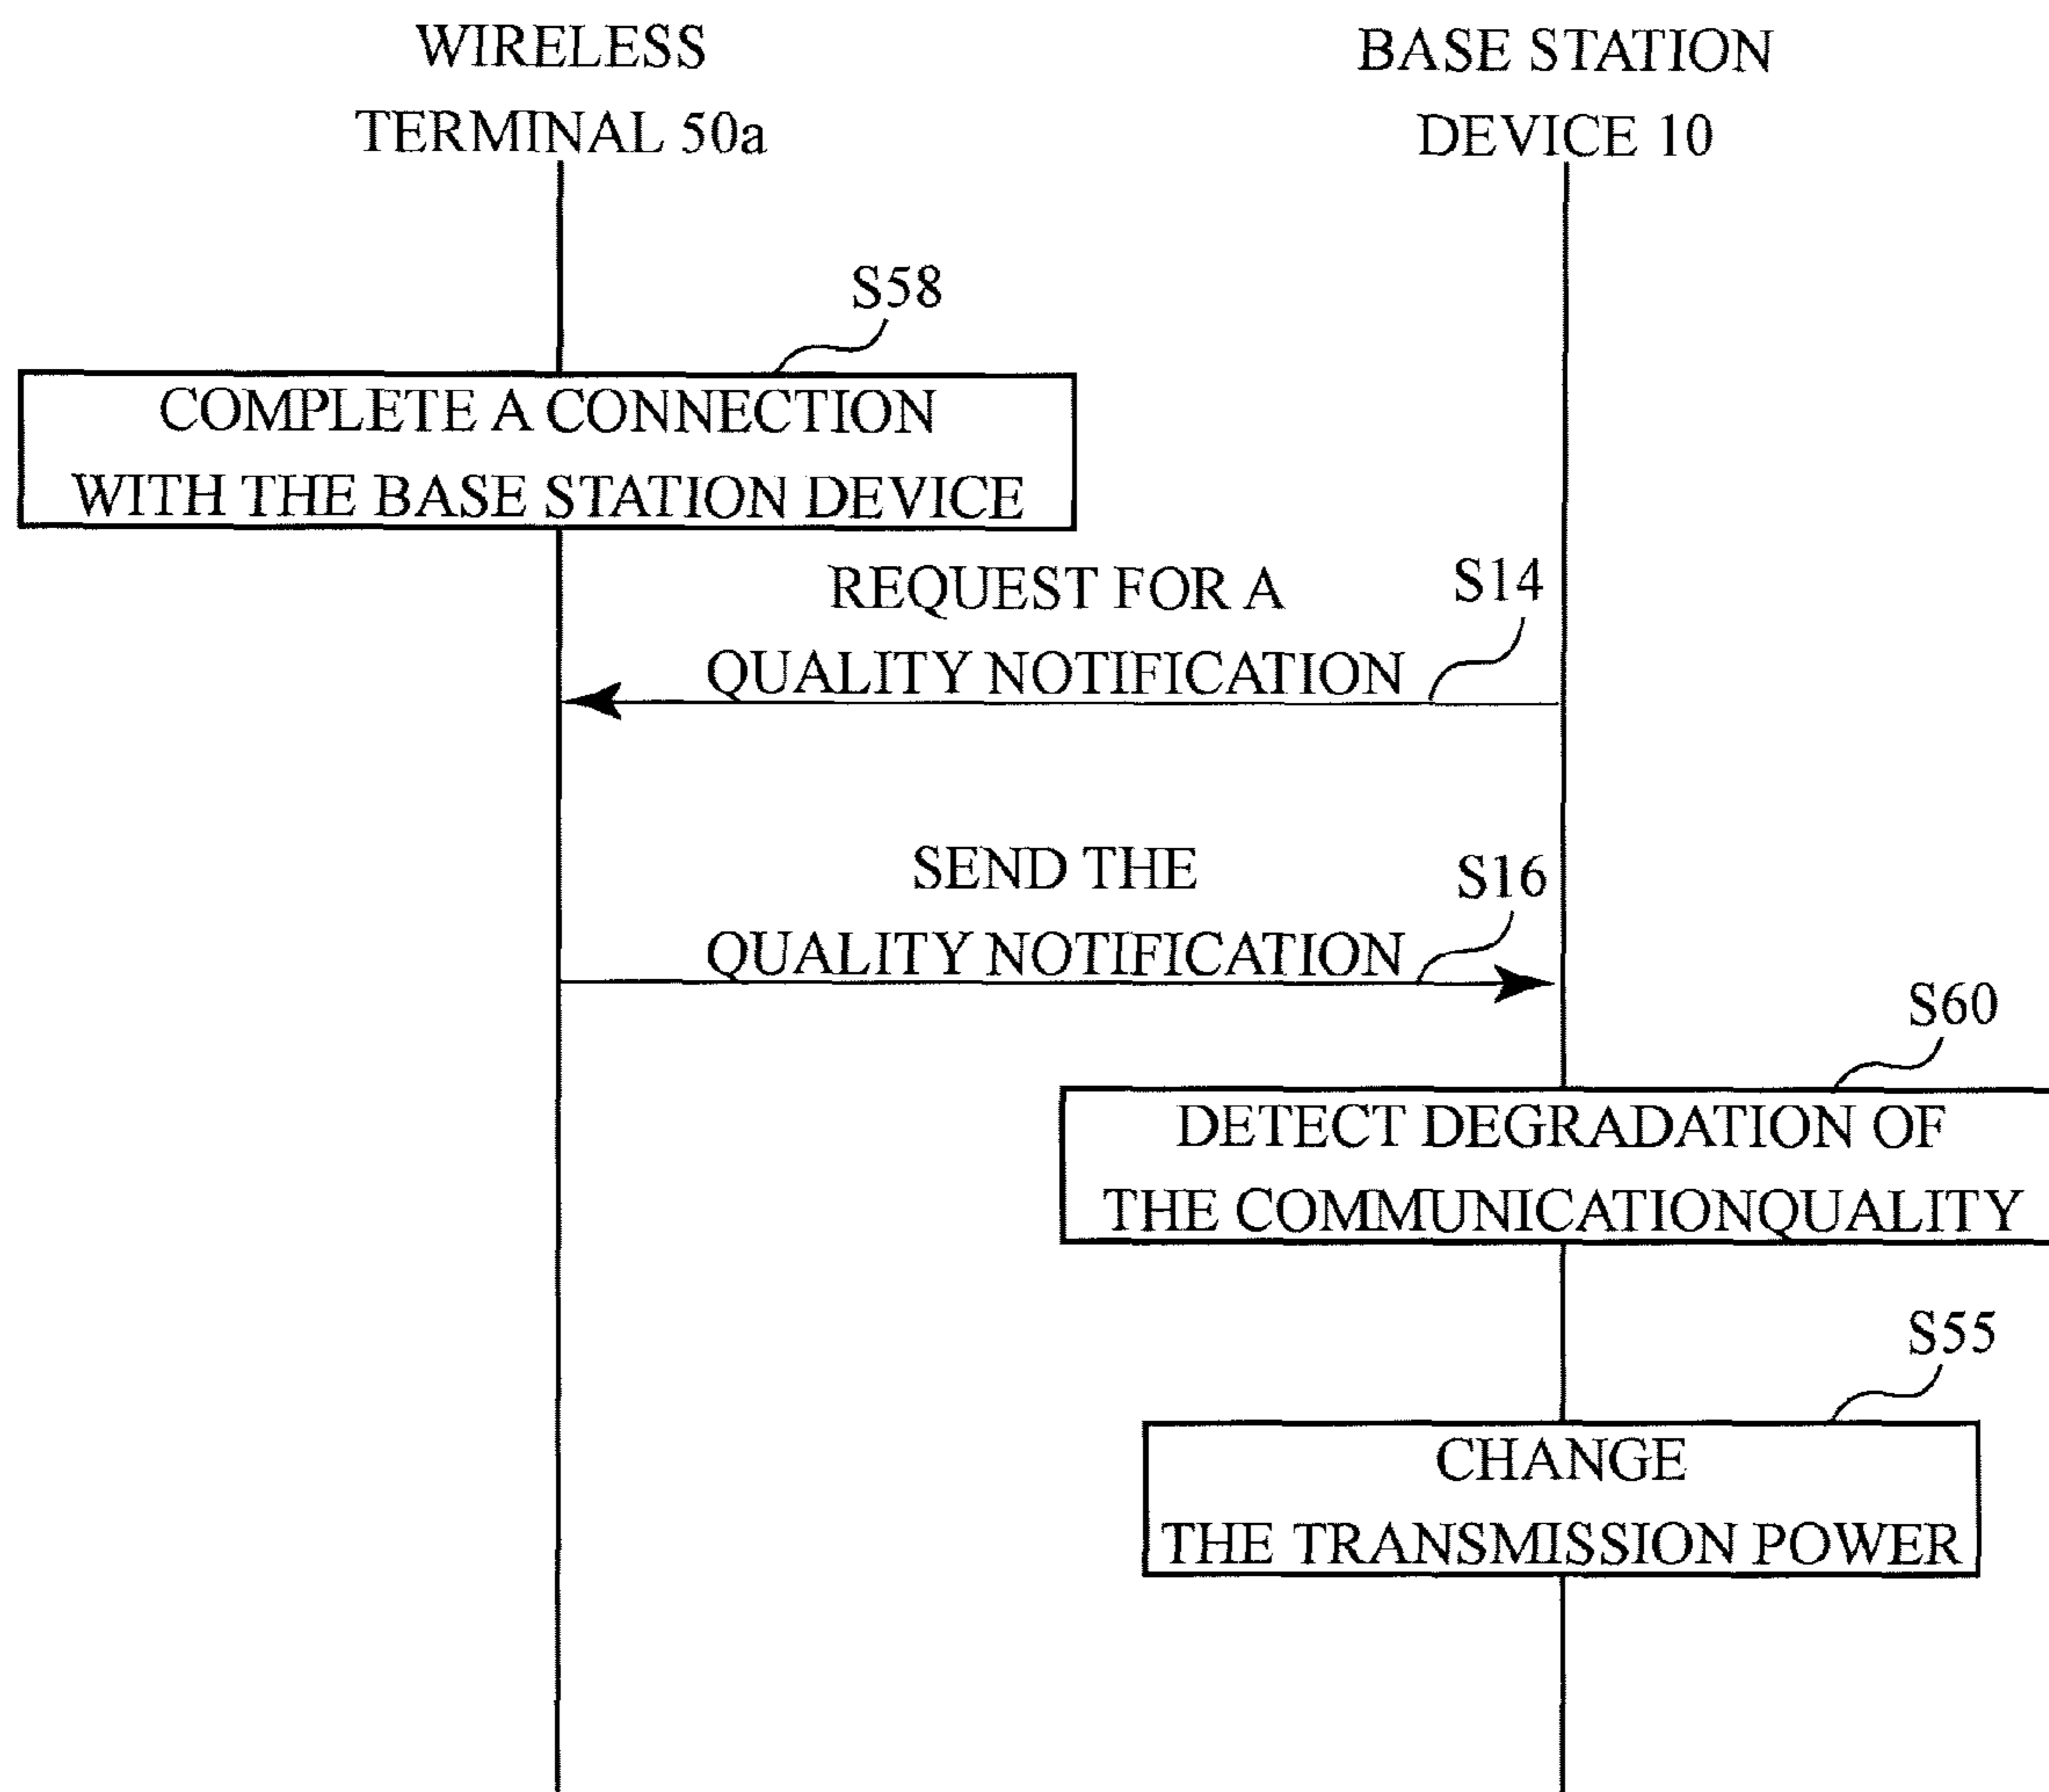 WIRELESS
TERMINAL 50a
BASE STATION
DEVICE 10
S58
COMPLETE A CONNECTION
WITH THE BASE STATION DEVICE
REQUEST FOR A
QUALITY NOTIFICATION
S14
SEND THE
QUALITY NOTIFICATION
S16
S60
DETECT DEGRADATION OF
THE COMMUNICATIONQUALITY
S55
CHANGE
THE TRANSMISSION POWER